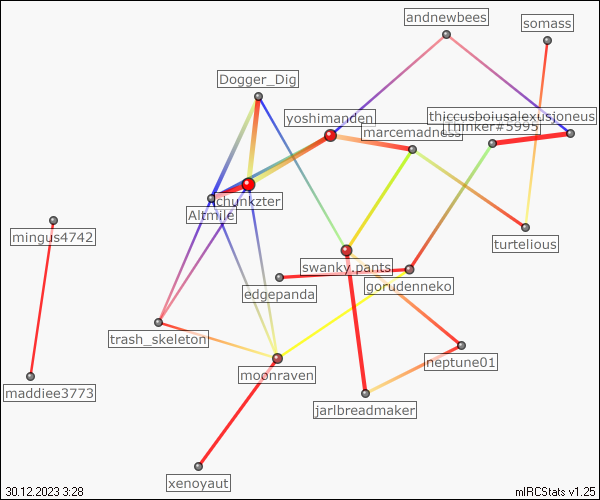 andnewbees
somass
Dogger_Dig
yoshimanden
thiccusboiusalexusjoneus
Thinker#5995
marcemadness
chunkzter
Altmile
mingus4742
turtelious
swanky.pants
edgepanda
gorudenneko
trash_skeleton
moonraven
neptune01
maddiee3773
jarlbreadmaker
xenoyaut
30.12.2023 3:28
mIRCStats v1.25